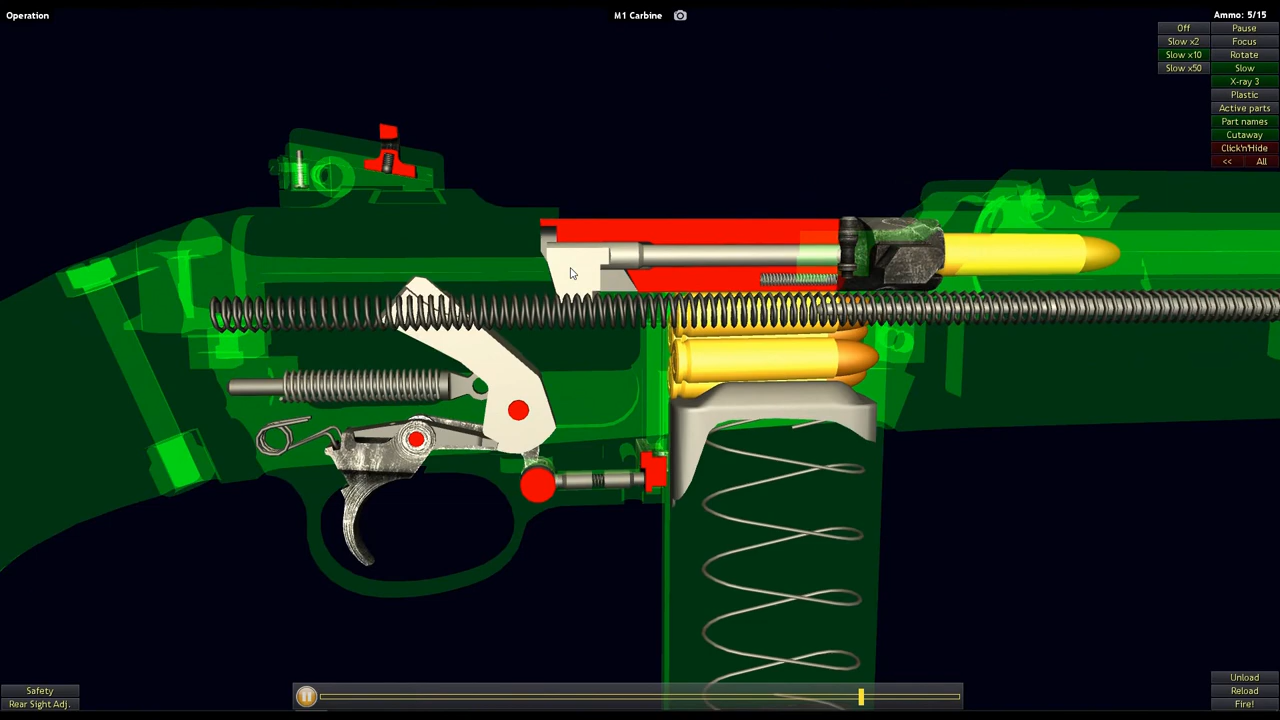 Operation
M1 Carbine
Ammo: 5/15
Off
Pause
Slow x2
Focus
Slow x10
Rotate
Slow x50
Slow
X-ray 3
Plastic
Active parts
Part names
Cutaway
Click'n'Hide
<< All
Safety
Rear Sight Adj.
Unload
Reload
Fire!